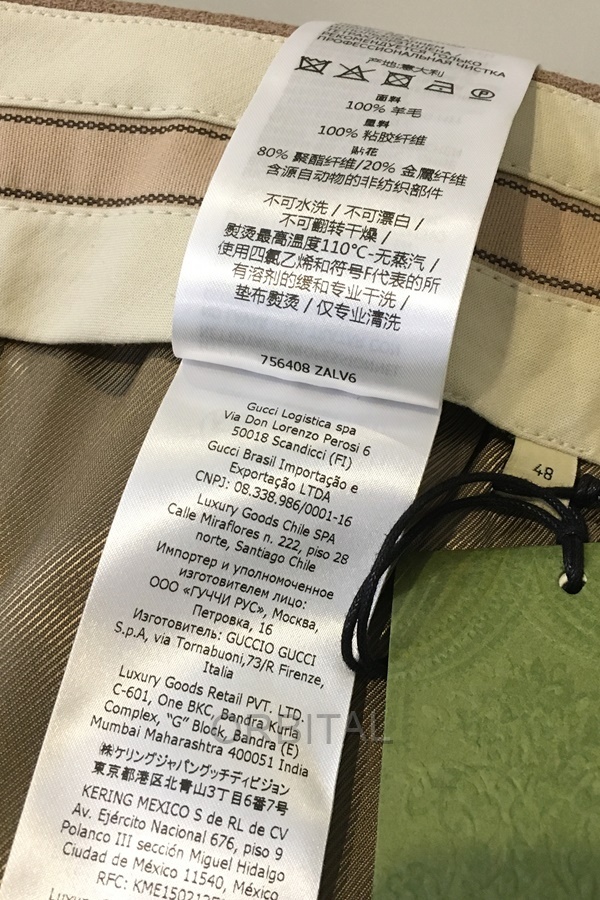 НЕ ПОДВЕРГАТЬ
РЕКОМЕНДУЕТСЯ ТОЛЬКО
ПРОФЕССИОНАЛЬНАЯ ЧИСТКА
产地:意大利
P
面料
100% 羊毛
里料
100% 粘胶纤维
贴花
80% 聚酯纤维/20% 金属纤维
含源自动物的非纺织部件
不可水洗 / 不可漂白 /
不可翻转干燥 /
熨烫最高温度110°C-无蒸汽 /
使用四氯乙烯和符号F代表的所
有溶剂的缓和专业干洗 /
垫布熨烫 / 仅专业清洗
756408 ZALV6
Gucci Logistica spa
Via Don Lorenzo Perosi 6
50018 Scandicci (FI)
Gucci Brasil Importação e
Exportação LTDA
CNPJ: 08.338.986/0001-16
Luxury Goods Chile SPA
Calle Miraflores n. 222, piso 28
norte, Santiago Chile
Импортер и уполномоченное
изготовителем лицо:
ООО «ГУЧЧИ РУС», Москва,
Петровка, 16
Изготовитель: GUCCIO GUCCI
S.p.A, via Tornabuoni,73/R Firenze,
Italia
Luxury Goods Retail PVT. LTD.
C-601, One BKC, Bandra Kurla
Complex, “G” Block, Bandra (E)
Mumbai Maharashtra 400051 India
㈱ケリングジャパングッチディビジョン
東京都港区北青山3丁目6番7号
KERING MEXICO S de RL de CV
Av. Ejército Nacional 676, piso 9
Polanco III sección Miguel Hidalgo
Ciudad de México 11540, México
RFC: KME150213
48
ORBITAL